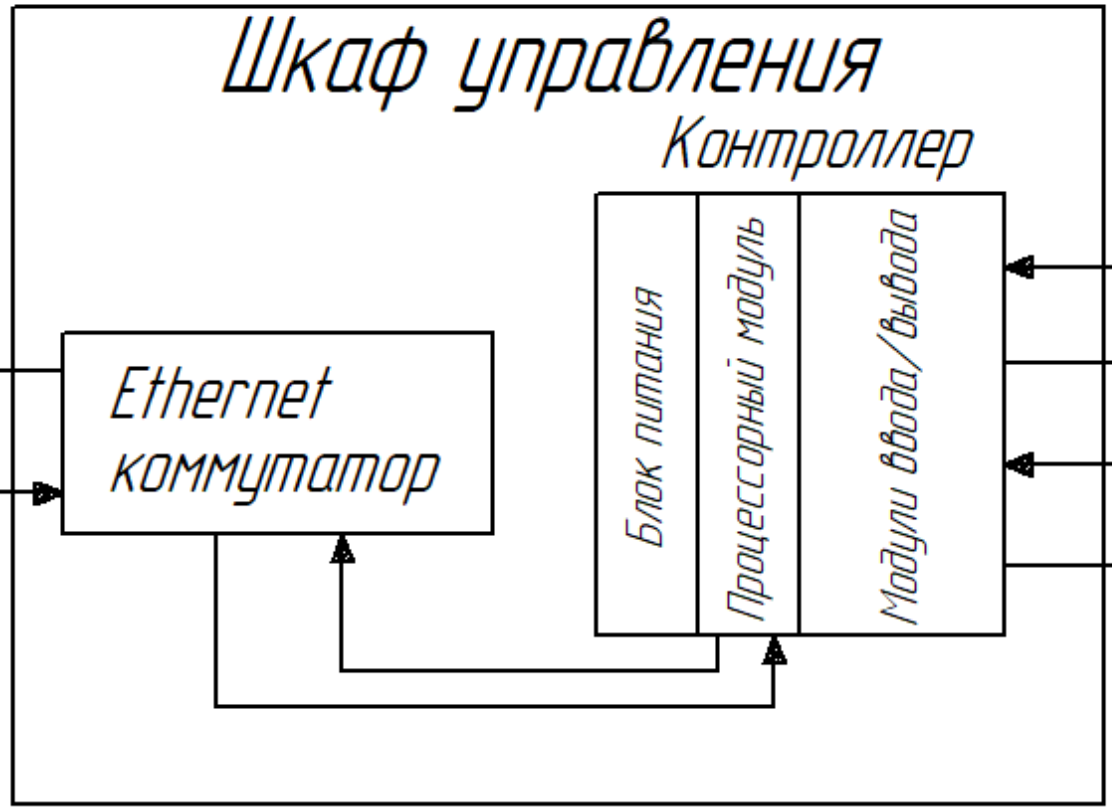 Шкаф управления
Контроллер
Ethernet
коммутатор
Блок питания
Процессорный модуль
Модули ввода/вывода